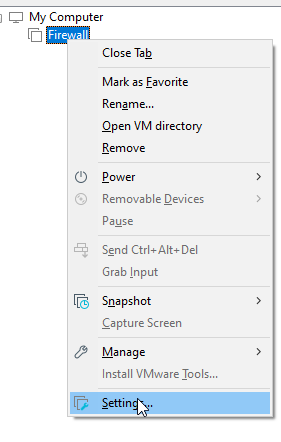 My Computer
Firewall
Close Tab
Mark as Favorite
Rename...
Open VM directory
Remove
Power
Removable Devices
Pause
Send Ctrl+Alt+Del
Grab Input
Snapshot
Capture Screen
Manage
Install VMware Tools...
Settings...